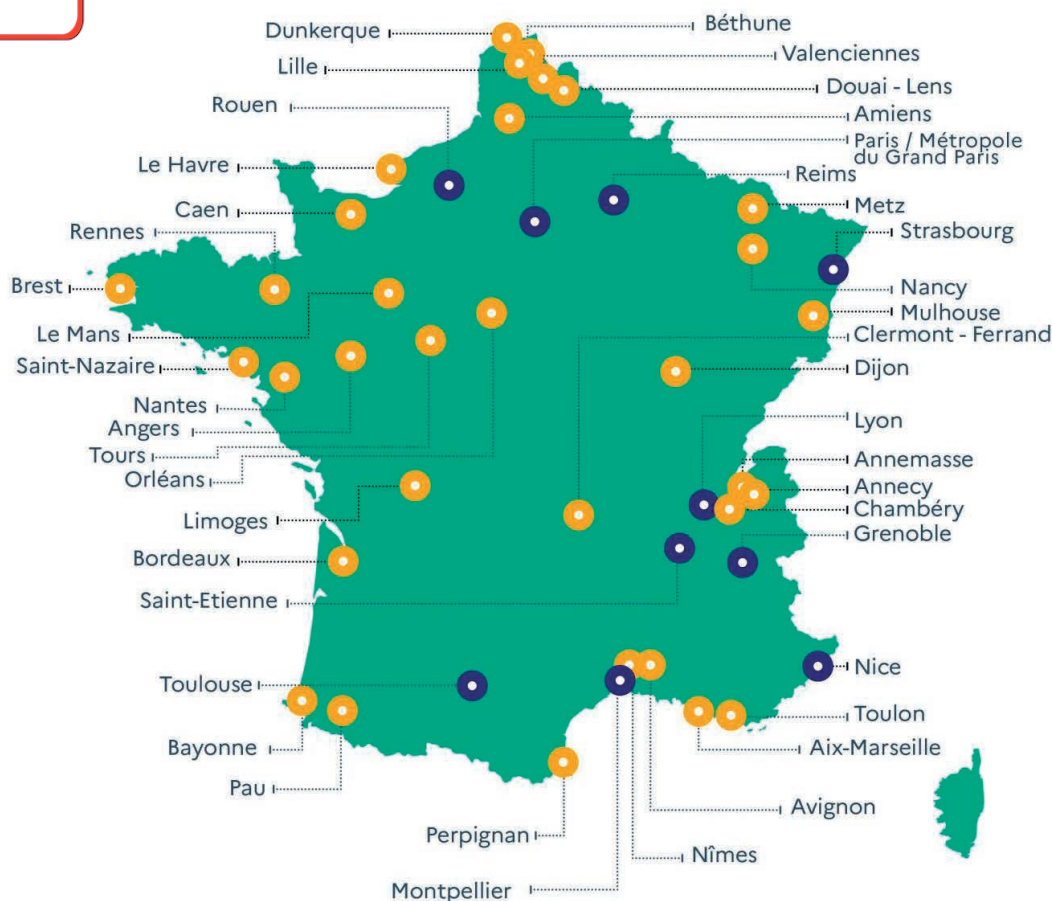 Béthune
Dunkerque
Valenciennes
Lille
Douai - Lens
Rouen
Amiens
Paris / Métropole
du Grand Paris
Le Havre
Reims
Caen
Metz
Rennes
Strasbourg
Brest
Nancy
Mulhouse
Le Mans
Clermont - Ferrand
Saint-Nazaire
Dijon
Nantes
Lyon
Angers
Tours
Annemasse
Orléans
Annecy
Chambéry
Limoges
Grenoble
Bordeaux
Saint-Etienne
Nice
Toulouse
Toulon
Bayonne
Aix-Marseille
Pau
Avignon
Perpignan
Nîmes
Montpellier